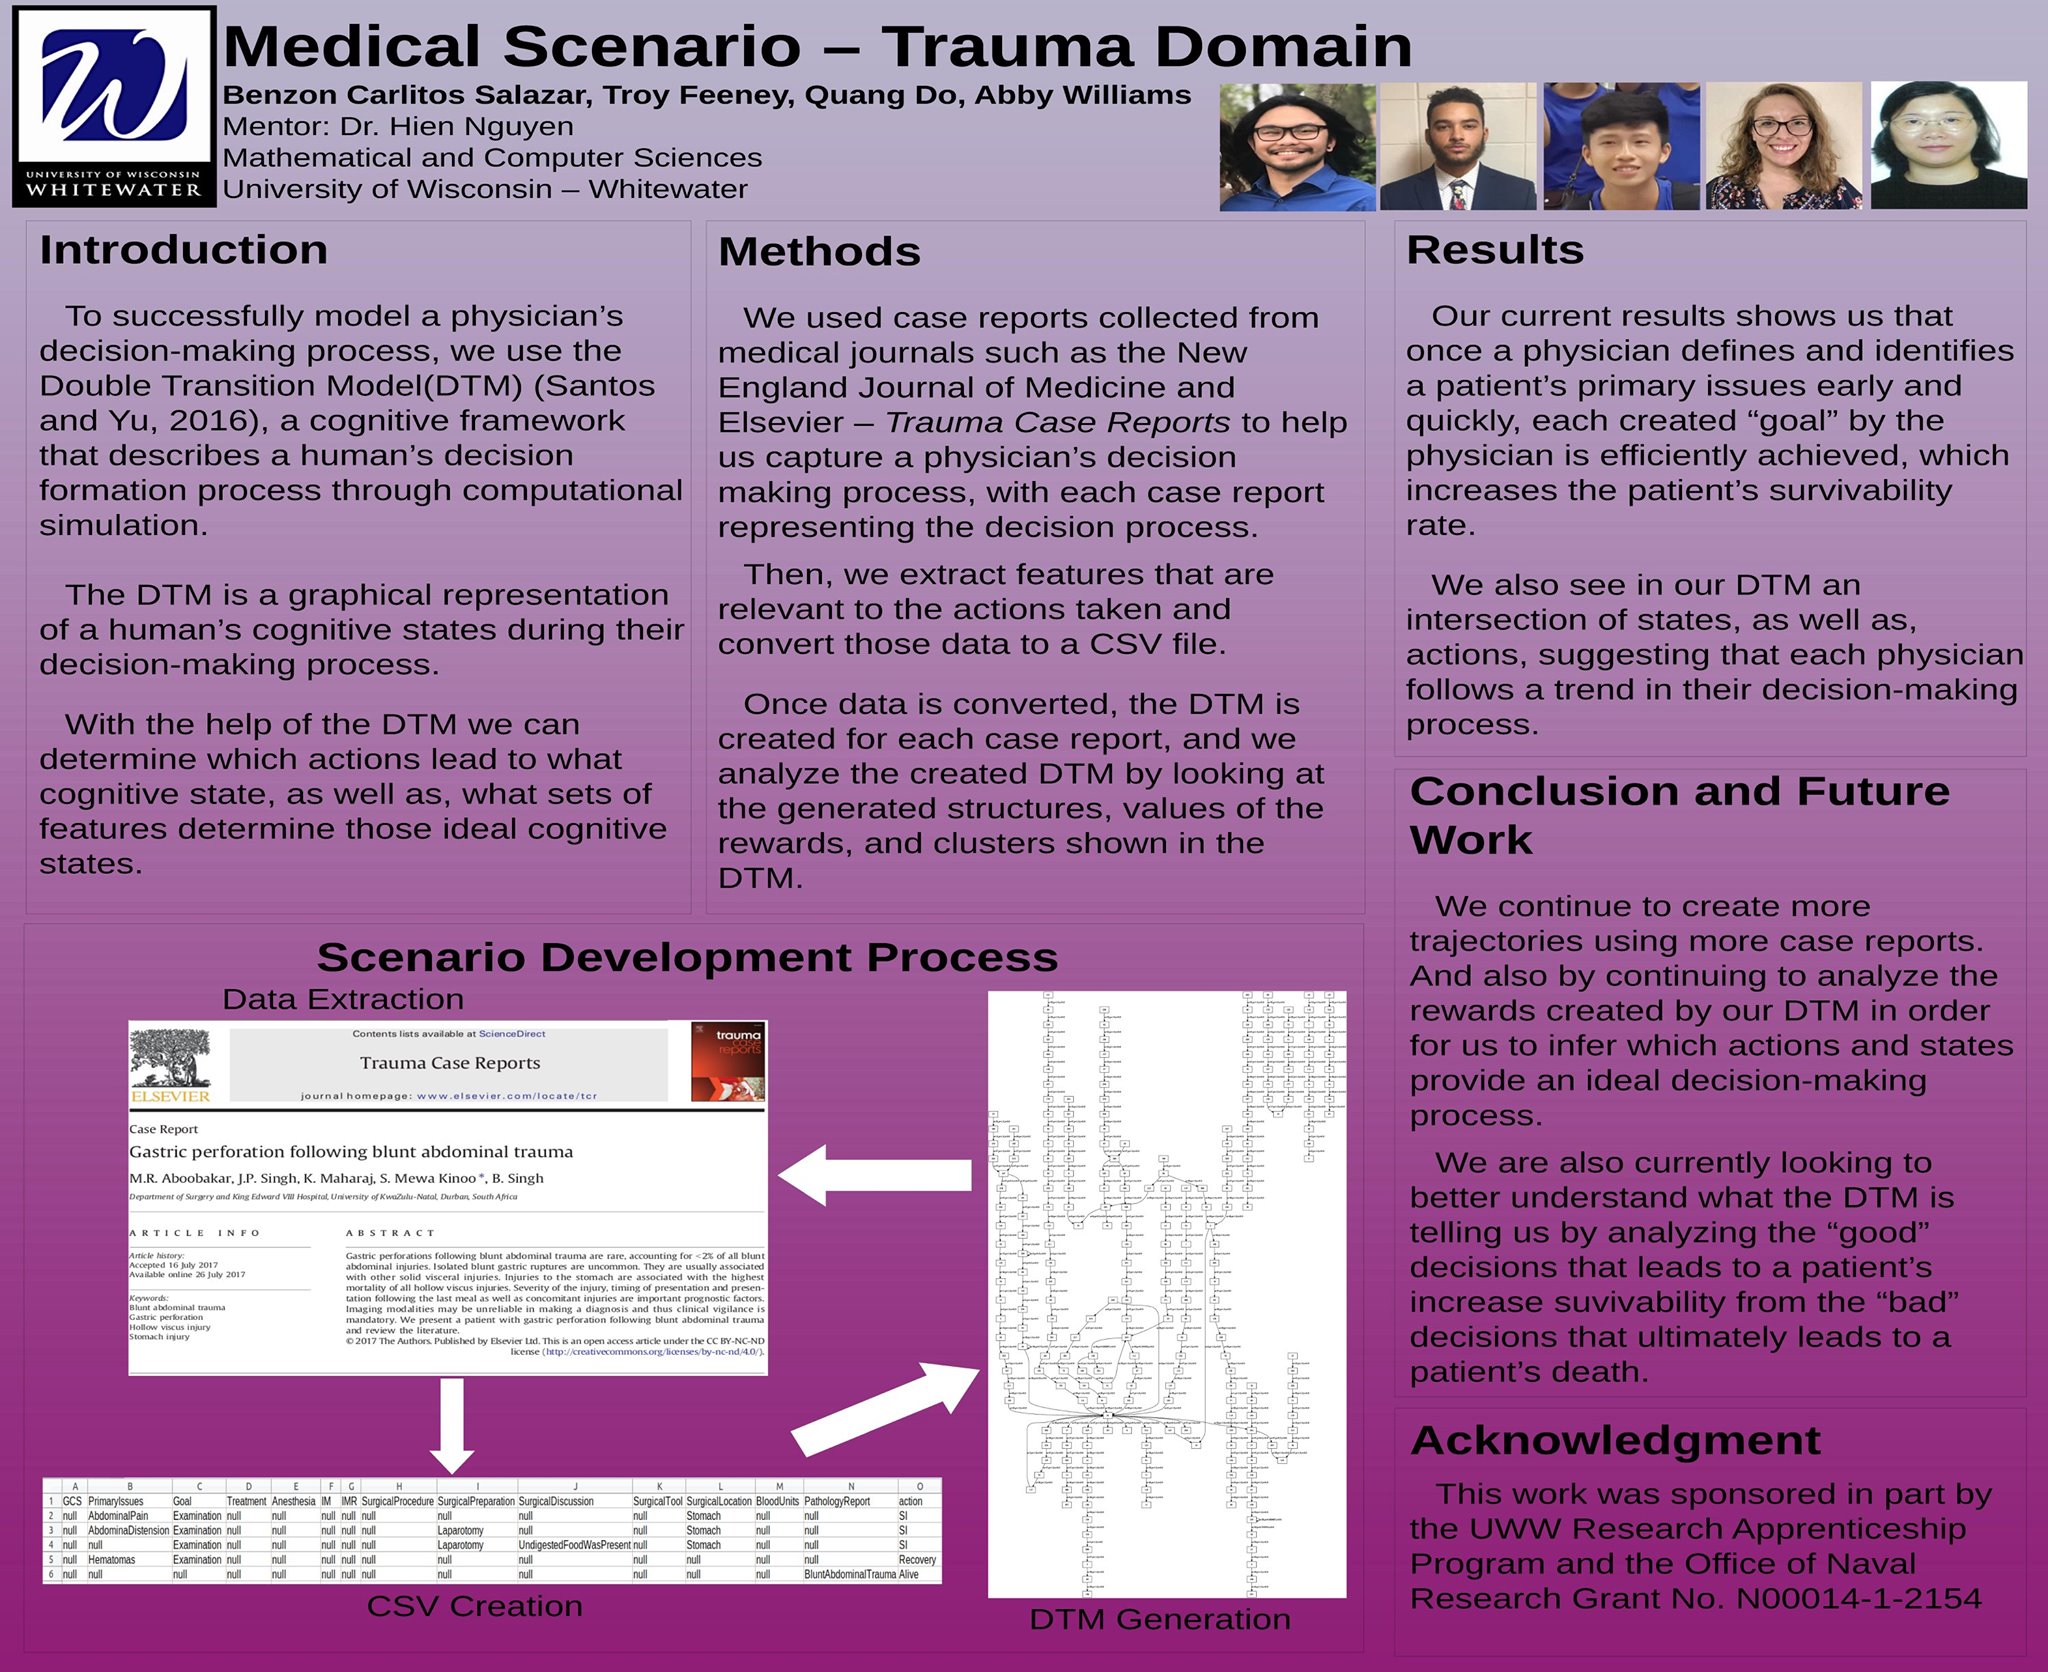 UNIVERSITY OF WISCONSIN
WHITEWATER
Medical Scenario – Trauma Domain
Benzon Carlitos Salazar, Troy Feeney, Quang Do, Abby Williams
Mentor: Dr. Hien Nguyen
Mathematical and Computer Sciences
University of Wisconsin – Whitewater
Introduction
To successfully model a physician’s
decision-making process, we use the
Double Transition Model(DTM) (Santos
and Yu, 2016), a cognitive framework
that describes a human’s decision
formation process through computational
simulation.
The DTM is a graphical representation
of a human’s cognitive states during their
decision-making process.
With the help of the DTM we can
determine which actions lead to what
cognitive state, as well as, what sets of
features determine those ideal cognitive
states.
Methods
We used case reports collected from
medical journals such as the New
England Journal of Medicine and
Elsevier – Trauma Case Reports to help
us capture a physician’s decision
making process, with each case report
representing the decision process.
Then, we extract features that are
relevant to the actions taken and
convert those data to a CSV file.
Once data is converted, the DTM is
created for each case report, and we
analyze the created DTM by looking at
the generated structures, values of the
rewards, and clusters shown in the
DTM.
Results
Our current results shows us that
once a physician defines and identifies
a patient’s primary issues early and
quickly, each created “goal” by the
physician is efficiently achieved, which
increases the patient’s survivability
rate.
We also see in our DTM an
intersection of states, as well as,
actions, suggesting that each physician
follows a trend in their decision-making
process.
Conclusion and Future
Work
We continue to create more
trajectories using more case reports.
And also by continuing to analyze the
rewards created by our DTM in order
for us to infer which actions and states
provide an ideal decision-making
process.
We are also currently looking to
better understand what the DTM is
telling us by analyzing the “good”
decisions that leads to a patient’s
increase suvivability from the “bad”
decisions that ultimately leads to a
patient’s death.
Acknowledgment
This work was sponsored in part by
the UWW Research Apprenticeship
Program and the Office of Naval
Research Grant No. N00014-1-2154
Scenario Development Process
Data Extraction
ELSEVIER
Contents lists available at ScienceDirect
Trauma Case Reports
journal homepage: www.elsevier.com/locate/tcr
trauma
case
reports
Case Report
Gastric perforation following blunt abdominal trauma
M.R. Aboobakar, J.P. Singh, K. Maharaj, S. Mewa Kinoo *, B. Singh
Department of Surgery and King Edward VIII Hospital, University of KwaZulu-Natal, Durban, South Africa
ARTICLE INFO
Article history:
Accepted 16 July 2017
Available online 26 July 2017
Keywords:
Blunt abdominal trauma
Gastric perforation
Hollow viscus injury
Stomach injury
ABSTRACT
Gastric perforations following blunt abdominal trauma are rare, accounting for <2% of all blunt
abdominal injuries. Isolated blunt gastric ruptures are uncommon. They are usually associated
with other solid visceral injuries. Injuries to the stomach are associated with the highest
mortality of all hollow viscus injuries. Severity of the injury, timing of presentation and presen-
tation following the last meal as well as concomitant injuries are important prognostic factors.
Imaging modalities may be unreliable in making a diagnosis and thus clinical vigilance is
mandatory. We present a patient with gastric perforation following blunt abdominal trauma
and review the literature.
© 2017 The Authors. Published by Elsevier Ltd. This is an open access article under the CC BY-NC-ND
license (http://creativecommons.org/licenses/by-nc-nd/4.0/).
A B C D E F G H I J K L M N O
1 GCS PrimaryIssues Goal Treatment Anesthesia IM IMR SurgicalProcedure SurgicalPreparation SurgicalDiscussion SurgicalTool SurgicalLocation BloodUnits PathologyReport action
2 null AbdominalPain Examination null null null null null null null null Stomach null null SI
3 null AbdominaDistension Examination null null null null null Laparotomy null null Stomach null null SI
4 null null Examination null null null null null Laparotomy UndigestedFoodWasPresent null Stomach null null SI
5 null Hematomas Examination null null null null null null null null null null null Recovery
6 null null null null null null null null null null null null null BluntAbdominalTrauma Alive
CSV Creation
DTM Generation